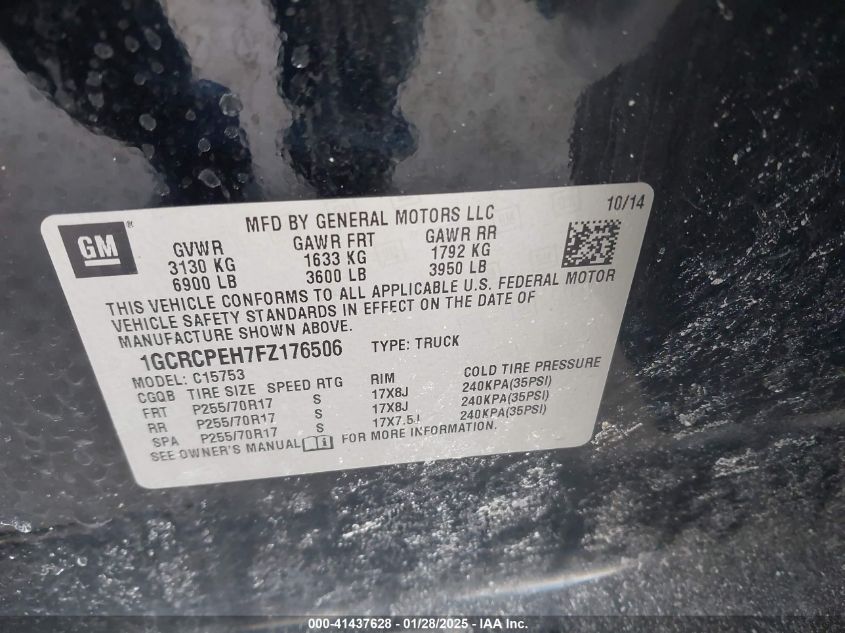 MFD BY GENERAL MOTORS LLC
10/14
GM®
GVWR GAWR FRT GAWR RR
3130 KG 1633 KG 1792 KG
6900 LB 3600 LB 3950 LB
THIS VEHICLE CONFORMS TO ALL APPLICABLE U.S. FEDERAL MOTOR
VEHICLE SAFETY STANDARDS IN EFFECT ON THE DATE OF
MANUFACTURE SHOWN ABOVE.
1GCRCPEH7FZ176506 TYPE: TRUCK
MODEL: C15753
CGQB TIRE SIZE SPEED RTG RIM COLD TIRE PRESSURE
FRT P255/70R17 S 17X8J 240KPA(35PSI)
RR P255/70R17 S 17X8J 240KPA(35PSI)
SPA P255/70R17 S 17X7.5J 240KPA(35PSI)
SEE OWNER'S MANUAL FOR MORE INFORMATION.
000-41437628 - 01/28/2025 - IAA Inc.